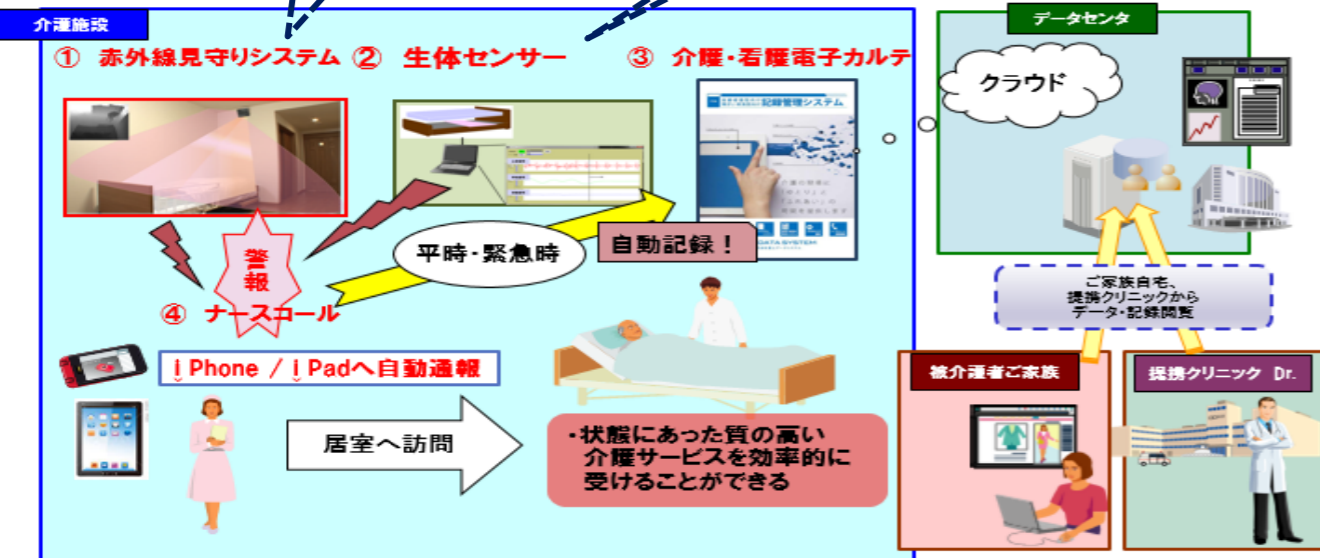 介護施設
① 赤外線見守りシステム
② 生体センサー
③ 介護・看護電子カルテ
記録管理システム
警報
平時・緊急時
自動記録！
④ ナースコール
i Phone / i Padへ自動通報
居室へ訪問
・状態にあった質の高い
介護サービスを効率的に
受けることができる
データセンタ
クラウド
ご家族自宅、
提携クリニックから
データ・記録閲覧
被介護者ご家族
提携クリニック Dr.